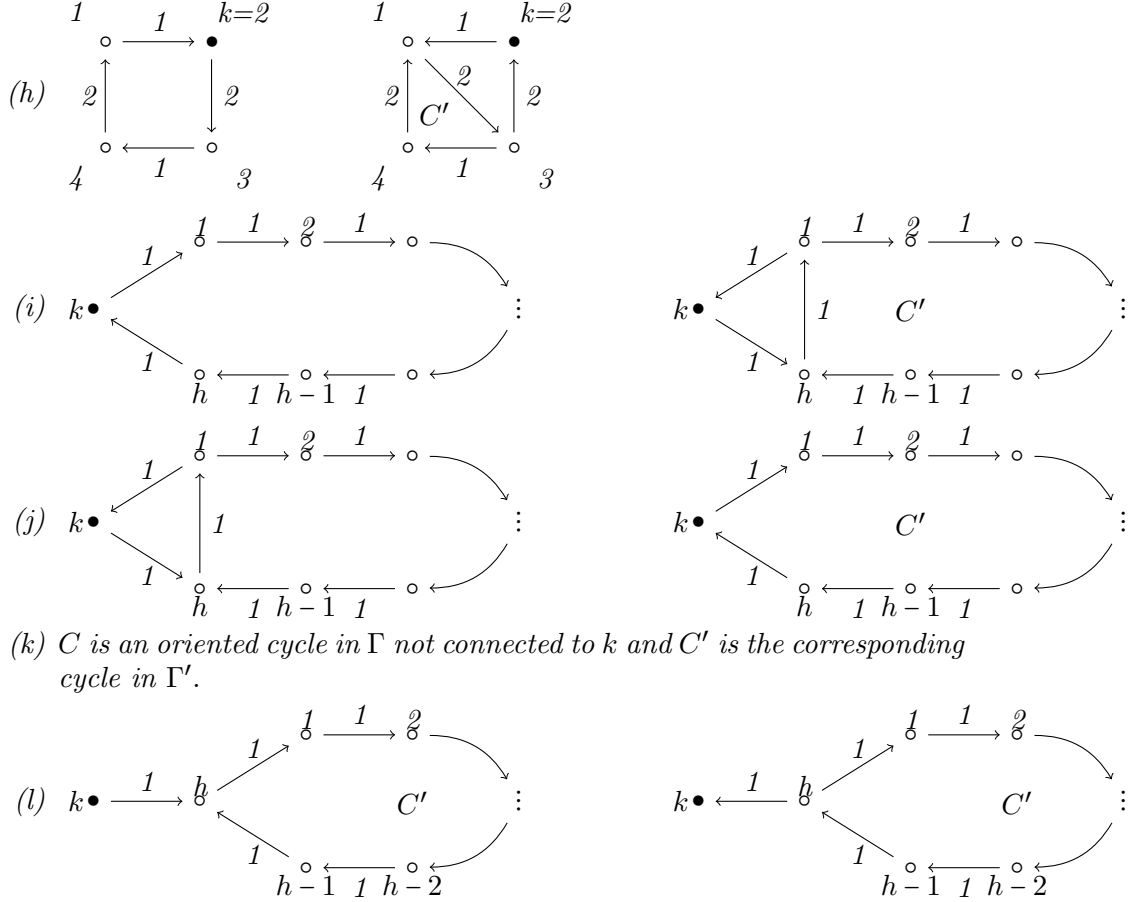 1 1 k=2 1 1 k=2
(h) 2 2 2 2 2
C′
4 1 3 4 1 3
1 1 2 1 1 1 2 1
1 1
(i) k ⋮ k 1 C′ ⋮
1 1
h 1 h − 1 1 h 1 h − 1 1
1 1 2 1 1 1 2 1
1 1
(j) k 1 ⋮ k C′ ⋮
1 1
h 1 h − 1 1 h 1 h − 1 1
(k) C is an oriented cycle in Γ not connected to k and C′ is the corresponding
cycle in Γ′.
1 1 2 1 1 2
1 1
(l) k 1 h C′ ⋮ k 1 h C′ ⋮
1 1
h − 1 1 h − 2 h − 1 1 h − 2